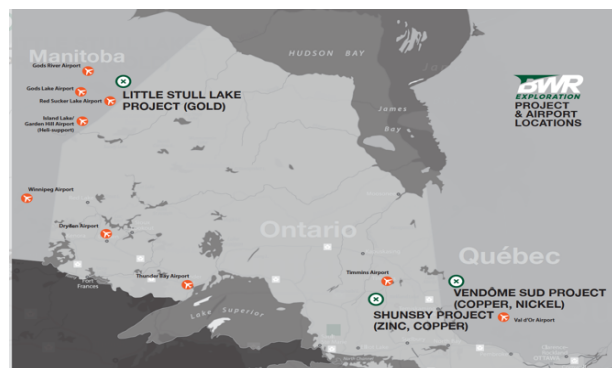 Manitoba
Gods River Airport
Gods Lake Airport
Red Sucker Lake Airport
LITTLE STULL LAKE
PROJECT (GOLD)
Island Lake/
Garden Hill Airport
(Heli-support)
HUDSON BAY
James
Bay
BWR
EXPLORATION
PROJECT
& AIRPORT
LOCATIONS
Winnipeg Airport
Dryden Airport
Ontario
Québec
Fort
Frances
Thunder Bay Airport
Timmins Airport
Lake Superior
SHUNSBY PROJECT
(ZINC, COPPER)
VENDÔME SUD PROJECT
(COPPER, NICKEL)
Val d'Or Airport